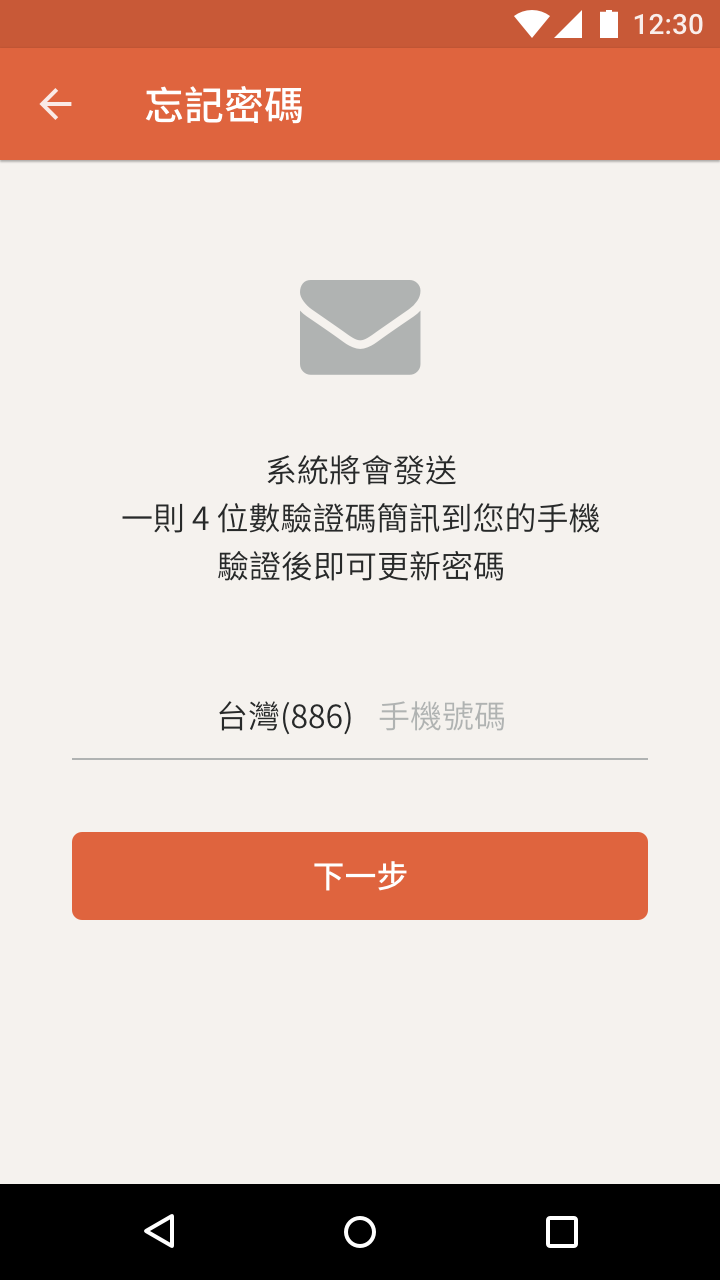 12:30
忘記密碼
系統將會發送
一則 4 位數驗證碼簡訊到您的手機
驗證後即可更新密碼
台灣(886) 手機號碼
下一步